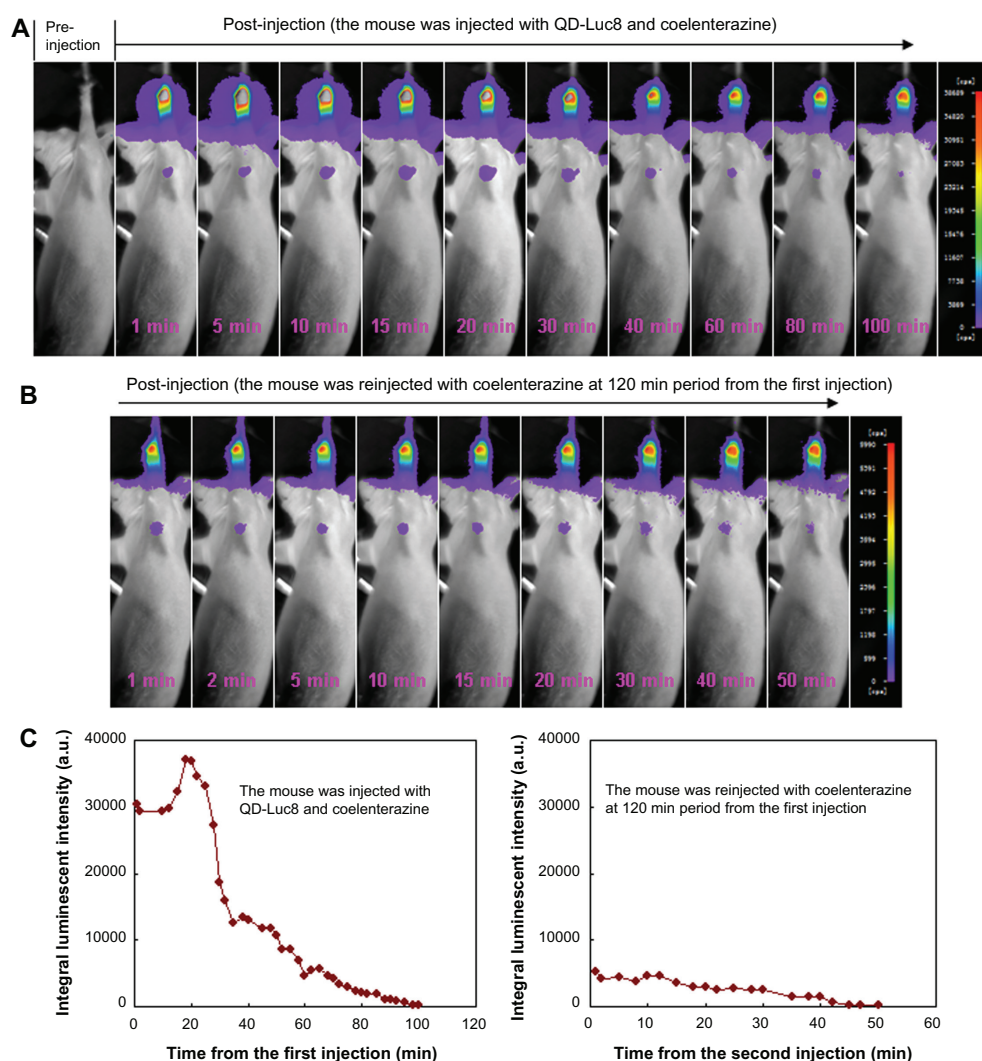 A
Pre-
injection
Post-injection (the mouse was injected with QD-Luc8 and coelenterazine)
1 min
5 min
10 min
15 min
20 min
30 min
40 min
60 min
80 min
100 min
B
Post-injection (the mouse was reinjected with coelenterazine at 120 min period from the first injection)
1 min
2 min
5 min
10 min
15 min
20 min
30 min
40 min
50 min
C
Integral luminescent intensity (a.u.)
40000
30000
20000
10000
0
The mouse was injected with
QD-Luc8 and coelenterazine
0 20 40 60 80 100 120
Time from the first injection (min)
Integral luminescent intensity (a.u.)
40000
30000
20000
10000
0
The mouse was reinjected with coelenterazine
at 120 min period from the first injection
0 10 20 30 40 50 60
Time from the second injection (min)